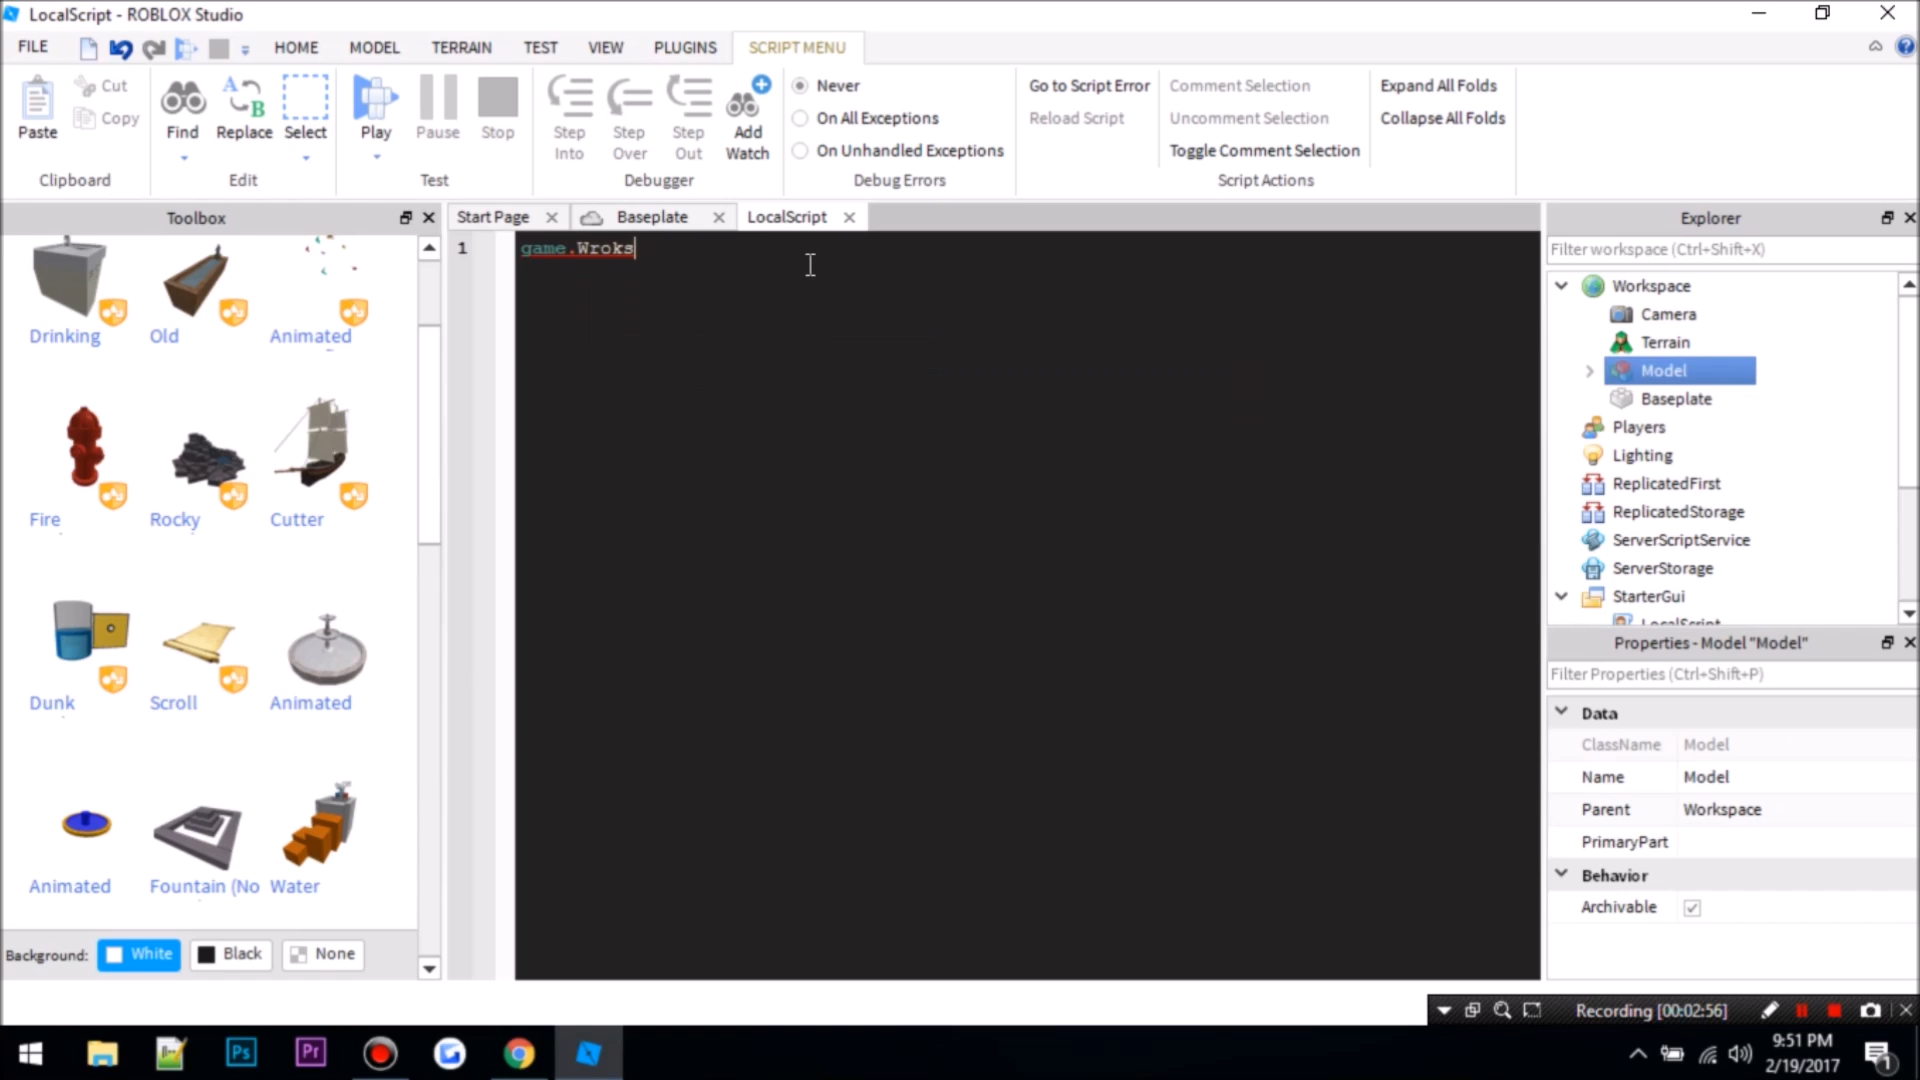 LocalScript - ROBLOX Studio
FILE HOME MODEL TERRAIN TEST VIEW PLUGINS SCRIPT MENU
Paste
Cut
Copy
Clipboard
Find
Replace
Select
Edit
Play
Pause
Stop
Test
Step Into
Step Over
Step Out
Add Watch
Debugger
Never
On All Exceptions
On Unhandled Exceptions
Debug Errors
Go to Script Error
Reload Script
Comment Selection
Uncomment Selection
Toggle Comment Selection
Expand All Folds
Collapse All Folds
Script Actions
Toolbox
Drinking Old Animated
Fire Rocky Cutter
Dunk Scroll Animated
Animated Fountain (No Water
Background: White Black None
Start Page Baseplate LocalScript
1 game.Wroks
Explorer
Filter workspace (Ctrl+Shift+X)
Workspace
Camera
Terrain
Model
Baseplate
Players
Lighting
ReplicatedFirst
ReplicatedStorage
ServerScriptService
ServerStorage
StarterGui
LocalScript
Properties - Model "Model"
Filter Properties (Ctrl+Shift+P)
Data
ClassName Model
Name Model
Parent Workspace
PrimaryPart
Behavior
Archivable
Recording [00:02:56]
Ps Pr
9:51 PM
2/19/2017
1